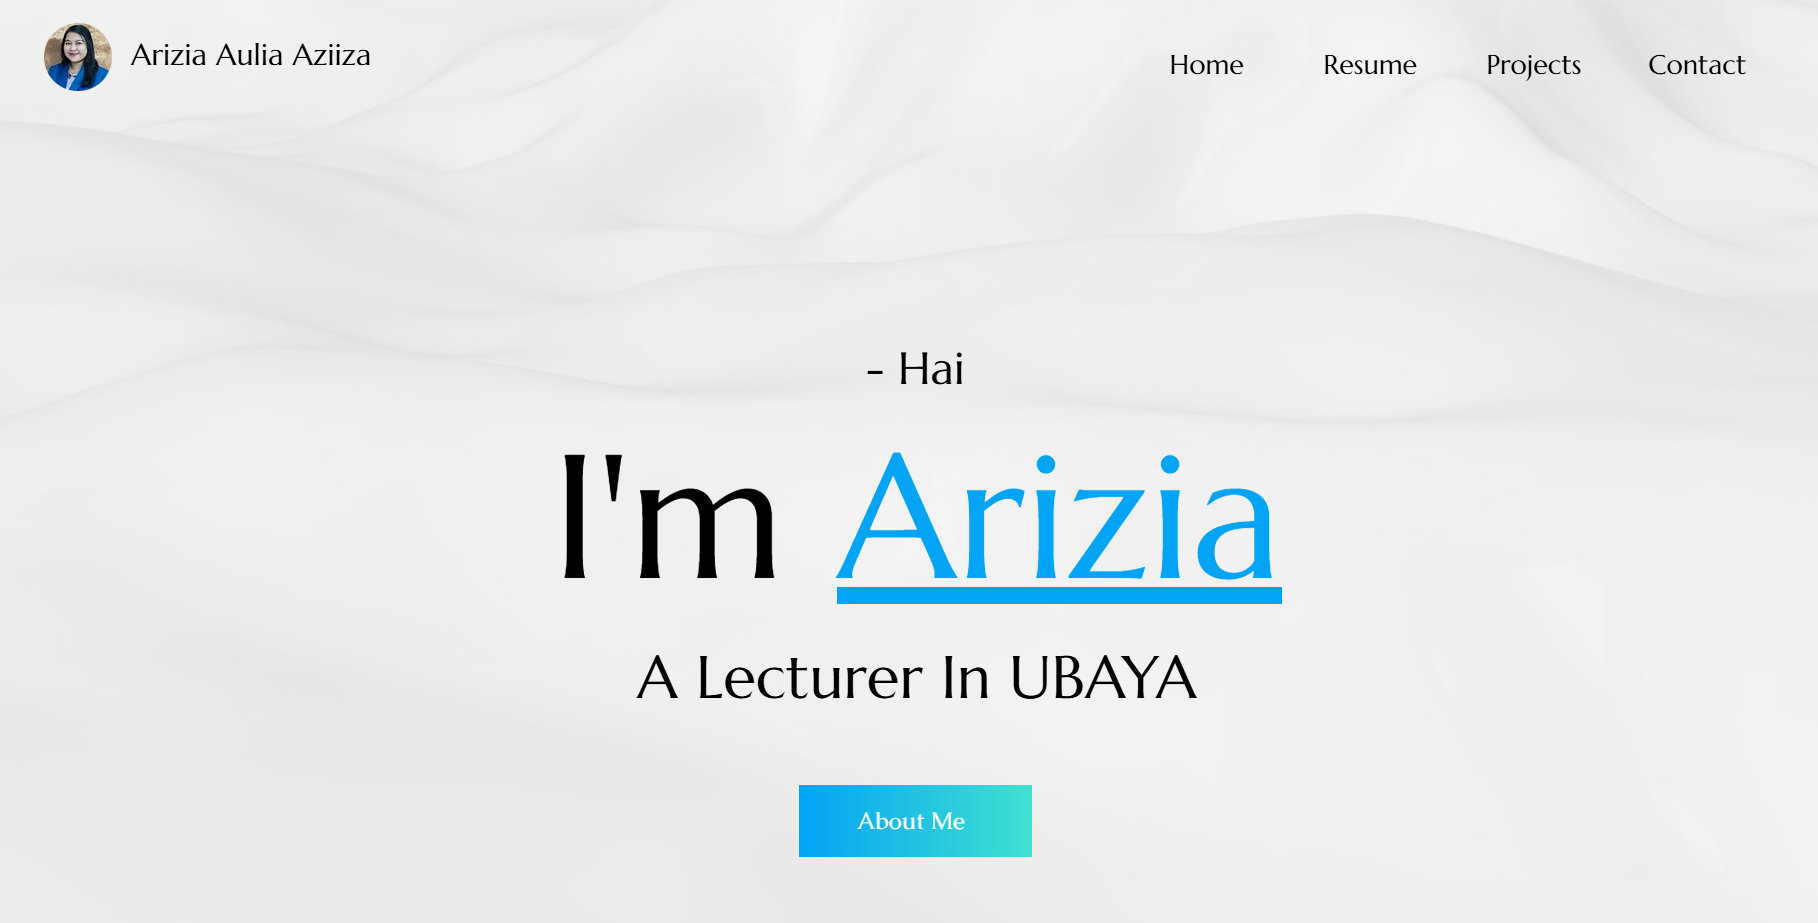 Arizia Aulia Aziiza
Home Resume Projects Contact
- Hai
I'm Arizia
A Lecturer In UBAYA
About Me